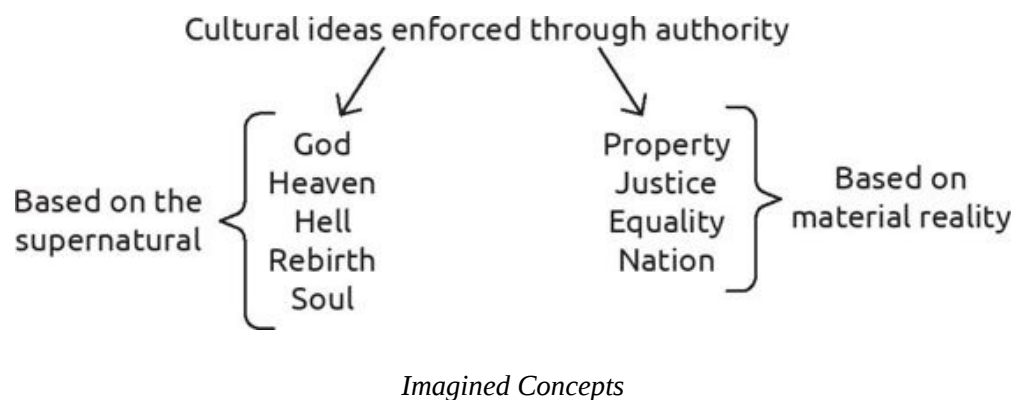 Cultural ideas enforced through authority
God
Heaven
Hell
Rebirth
Soul
Based on the
supernatural
Property
Justice
Equality
Nation
Based on
material reality
Imagined Concepts